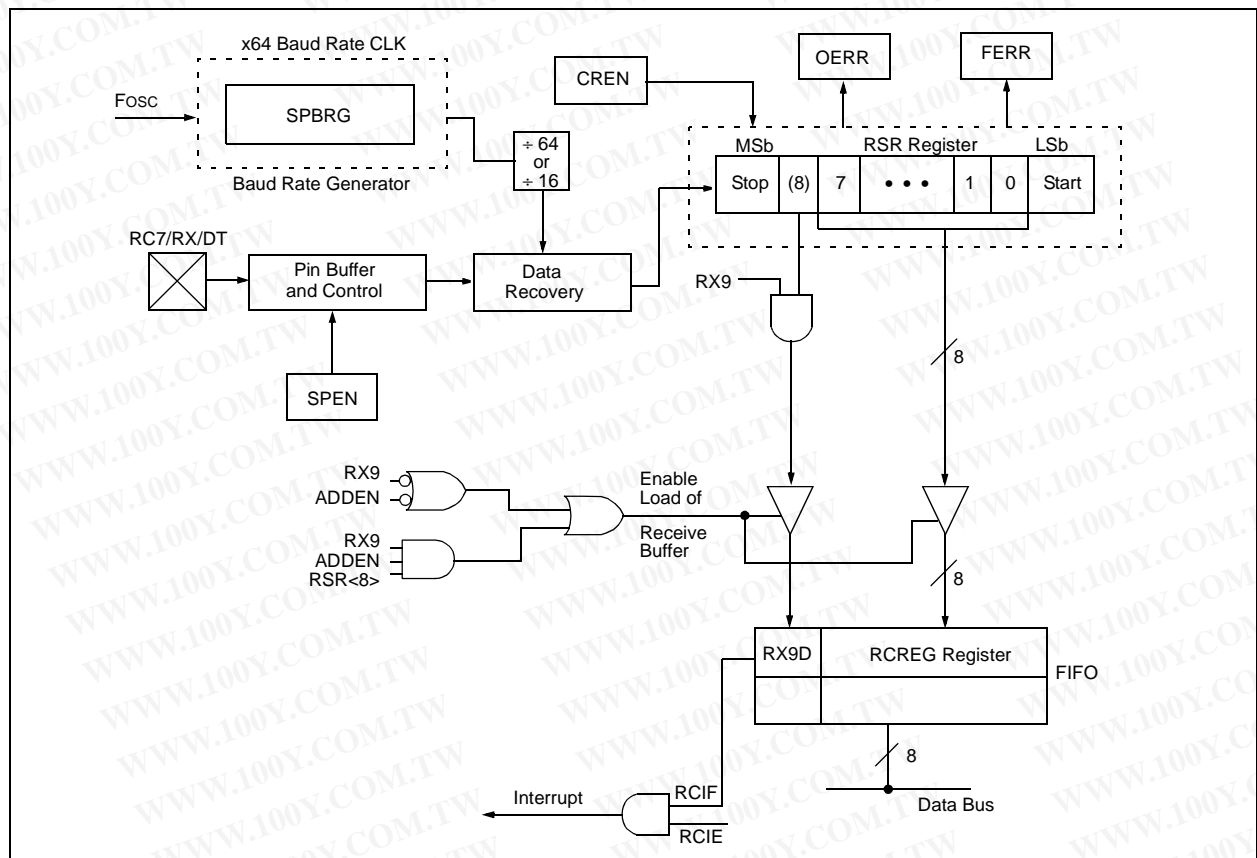 x64 Baud Rate CLK
FOSC
SPBRG
Baud Rate Generator
÷ 64
or
÷ 16
CREN
OERR
FERR
MSb
RSR Register
LSb
Stop
(8)
7
• • •
1
0
Start
RC7/RX/DT
Pin Buffer
and Control
Data
Recovery
SPEN
RX9
8
RX9
ADDEN
RX9
ADDEN
RSR<8>
Enable
Load of
Receive
Buffer
8
RX9D
RCREG Register
FIFO
8
Data Bus
Interrupt
RCIF
RCIE
WWW.100Y.COM.TW